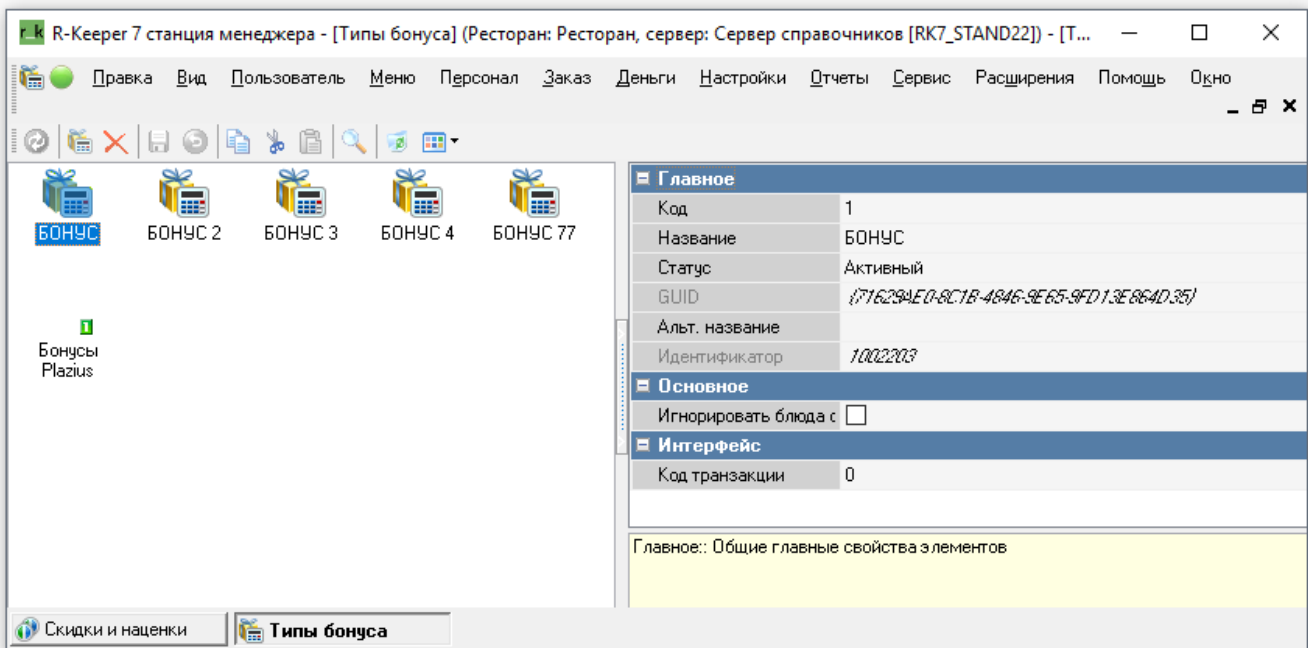 r_k R-Keeper 7 станция менеджера - [Типы бонуса] (Ресторан: Ресторан, сервер: Сервер справочников [RK7_STAND22]) - [Т...
Правка Вид Пользователь Меню Персонал Заказ Деньги Настройки Отчеты Сервис Расширения Помощь Окно
БОНУС БОНУС 2 БОНУС 3 БОНУС 4 БОНУС 77
1
Бонусы
Plazius
Главное
Код 1
Название БОНУС
Статус Активный
GUID {71629AE0-8C1B-4846-9E65-9FD13E864D35}
Альт. название
Идентификатор 1002203
Основное
Игнорировать блюда с
Интерфейс
Код транзакции 0
Главное:: Общие главные свойства элементов
Скидки и наценки Типы бонуса